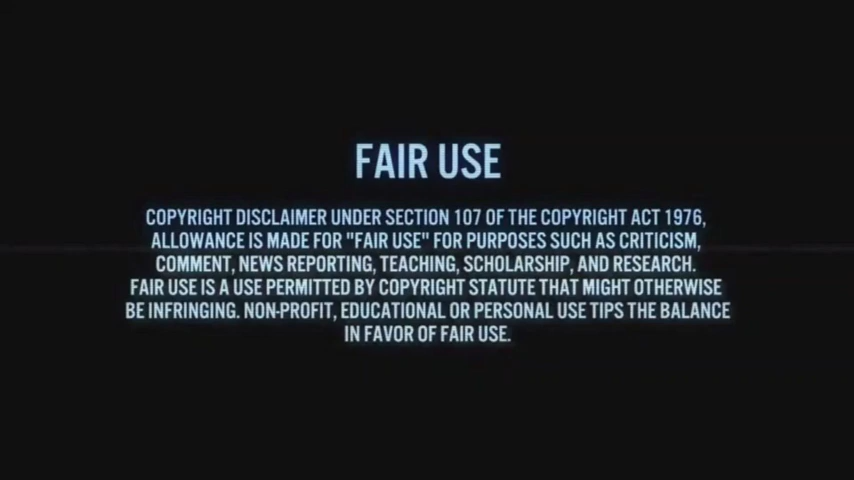 FAIR USE
COPYRIGHT DISCLAIMER UNDER SECTION 107 OF THE COPYRIGHT ACT 1976,
ALLOWANCE IS MADE FOR "FAIR USE" FOR PURPOSES SUCH AS CRITICISM,
COMMENT, NEWS REPORTING, TEACHING, SCHOLARSHIP, AND RESEARCH.
FAIR USE IS A USE PERMITTED BY COPYRIGHT STATUTE THAT MIGHT OTHERWISE
BE INFRINGING. NON-PROFIT, EDUCATIONAL OR PERSONAL USE TIPS THE BALANCE
IN FAVOR OF FAIR USE.